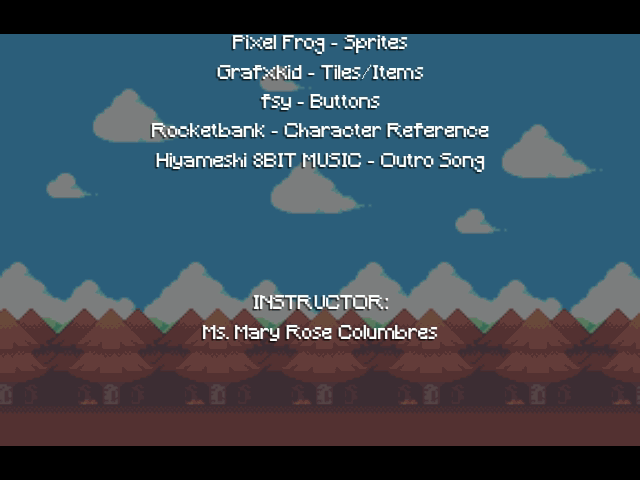 Pixel Frog - Sprites
GrafxKid - Tiles/Items
fsy - Buttons
Rocketbank - Character Reference
Hiyameshi 8BIT MUSIC - Outro Song
INSTRUCTOR:
Ms. Mary Rose Columbres